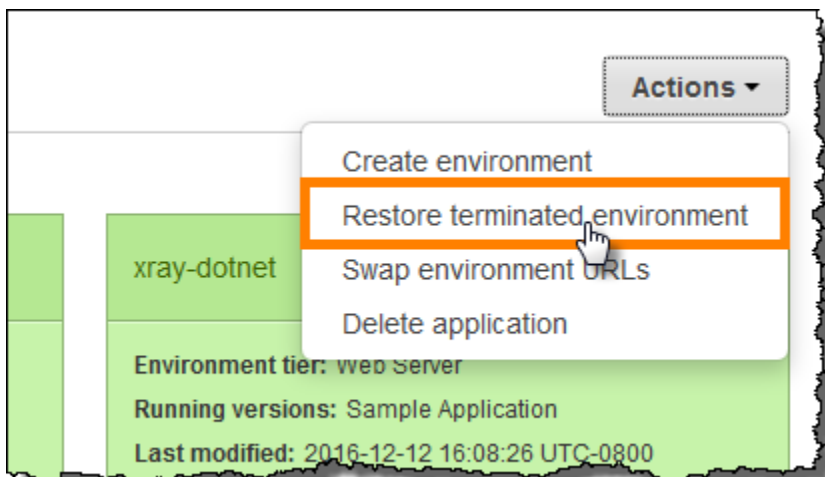 Actions
Create environment
Restore terminated environment
Swap environment URLs
Delete application
xray-dotnet
Environment tier: Web Server
Running versions: Sample Application
Last modified: 2016-12-12 16:08:26 UTC-0800